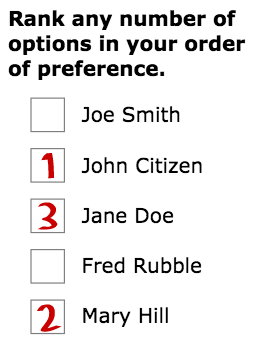 Rank any number of
options in your order
of preference.
Joe Smith
1 John Citizen
3 Jane Doe
Fred Rubble
2 Mary Hill